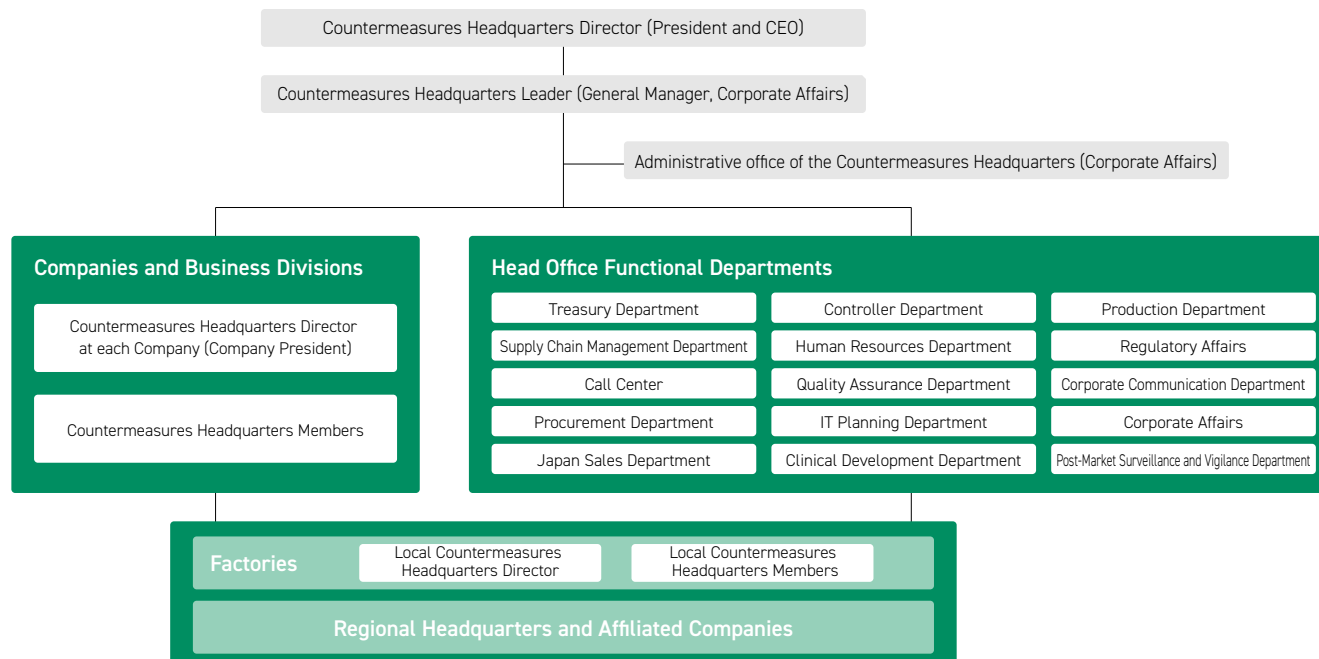 Countermeasures Headquarters Director (President and CEO)
Countermeasures Headquarters Leader (General Manager, Corporate Affairs)
Administrative office of the Countermeasures Headquarters (Corporate Affairs)
Companies and Business Divisions
Countermeasures Headquarters Director
at each Company (Company President)
Countermeasures Headquarters Members
Head Office Functional Departments
Treasury Department
Controller Department
Production Department
Supply Chain Management Department
Human Resources Department
Regulatory Affairs
Call Center
Quality Assurance Department
Corporate Communication Department
Procurement Department
IT Planning Department
Corporate Affairs
Japan Sales Department
Clinical Development Department
Post-Market Surveillance and Vigilance Department
Factories
Local Countermeasures
Headquarters Director
Local Countermeasures
Headquarters Members
Regional Headquarters and Affiliated Companies